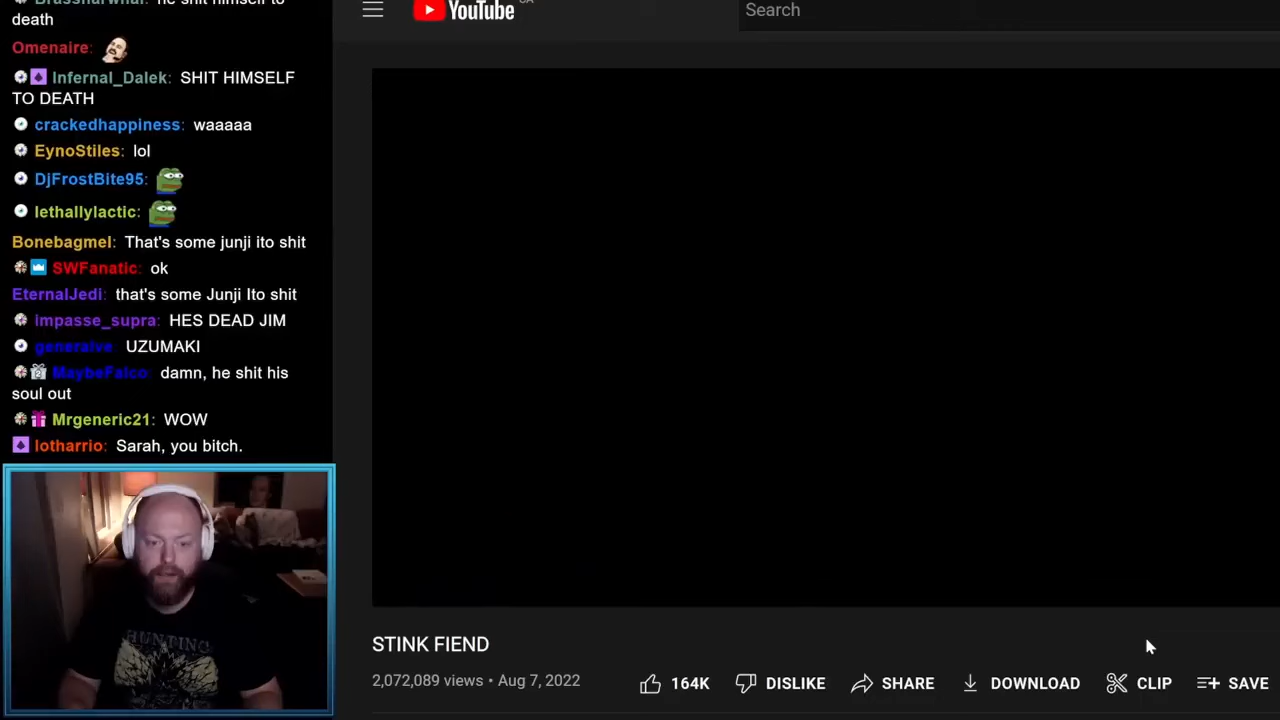 he shit himself to
death
Omenaire:
Infernal_Dalek: SHIT HIMSELF
TO DEATH
crackedhappiness: waaaaa
EynoStiles: lol
DjFrostBite95:
lethallylactic:
Bonebagmel: That's some junji ito shit
SWFanatic: ok
EternalJedi: that's some Junji Ito shit
impasse_supra: HES DEAD JIM
generalve: UZUMAKI
MaybeFalco: damn, he shit his
soul out
Mrgeneric21: WOW
lotharrio: Sarah, you bitch.
HUNTING
YouTube
Search
STINK FIEND
2,072,089 views • Aug 7, 2022
164K DISLIKE SHARE DOWNLOAD CLIP SAVE